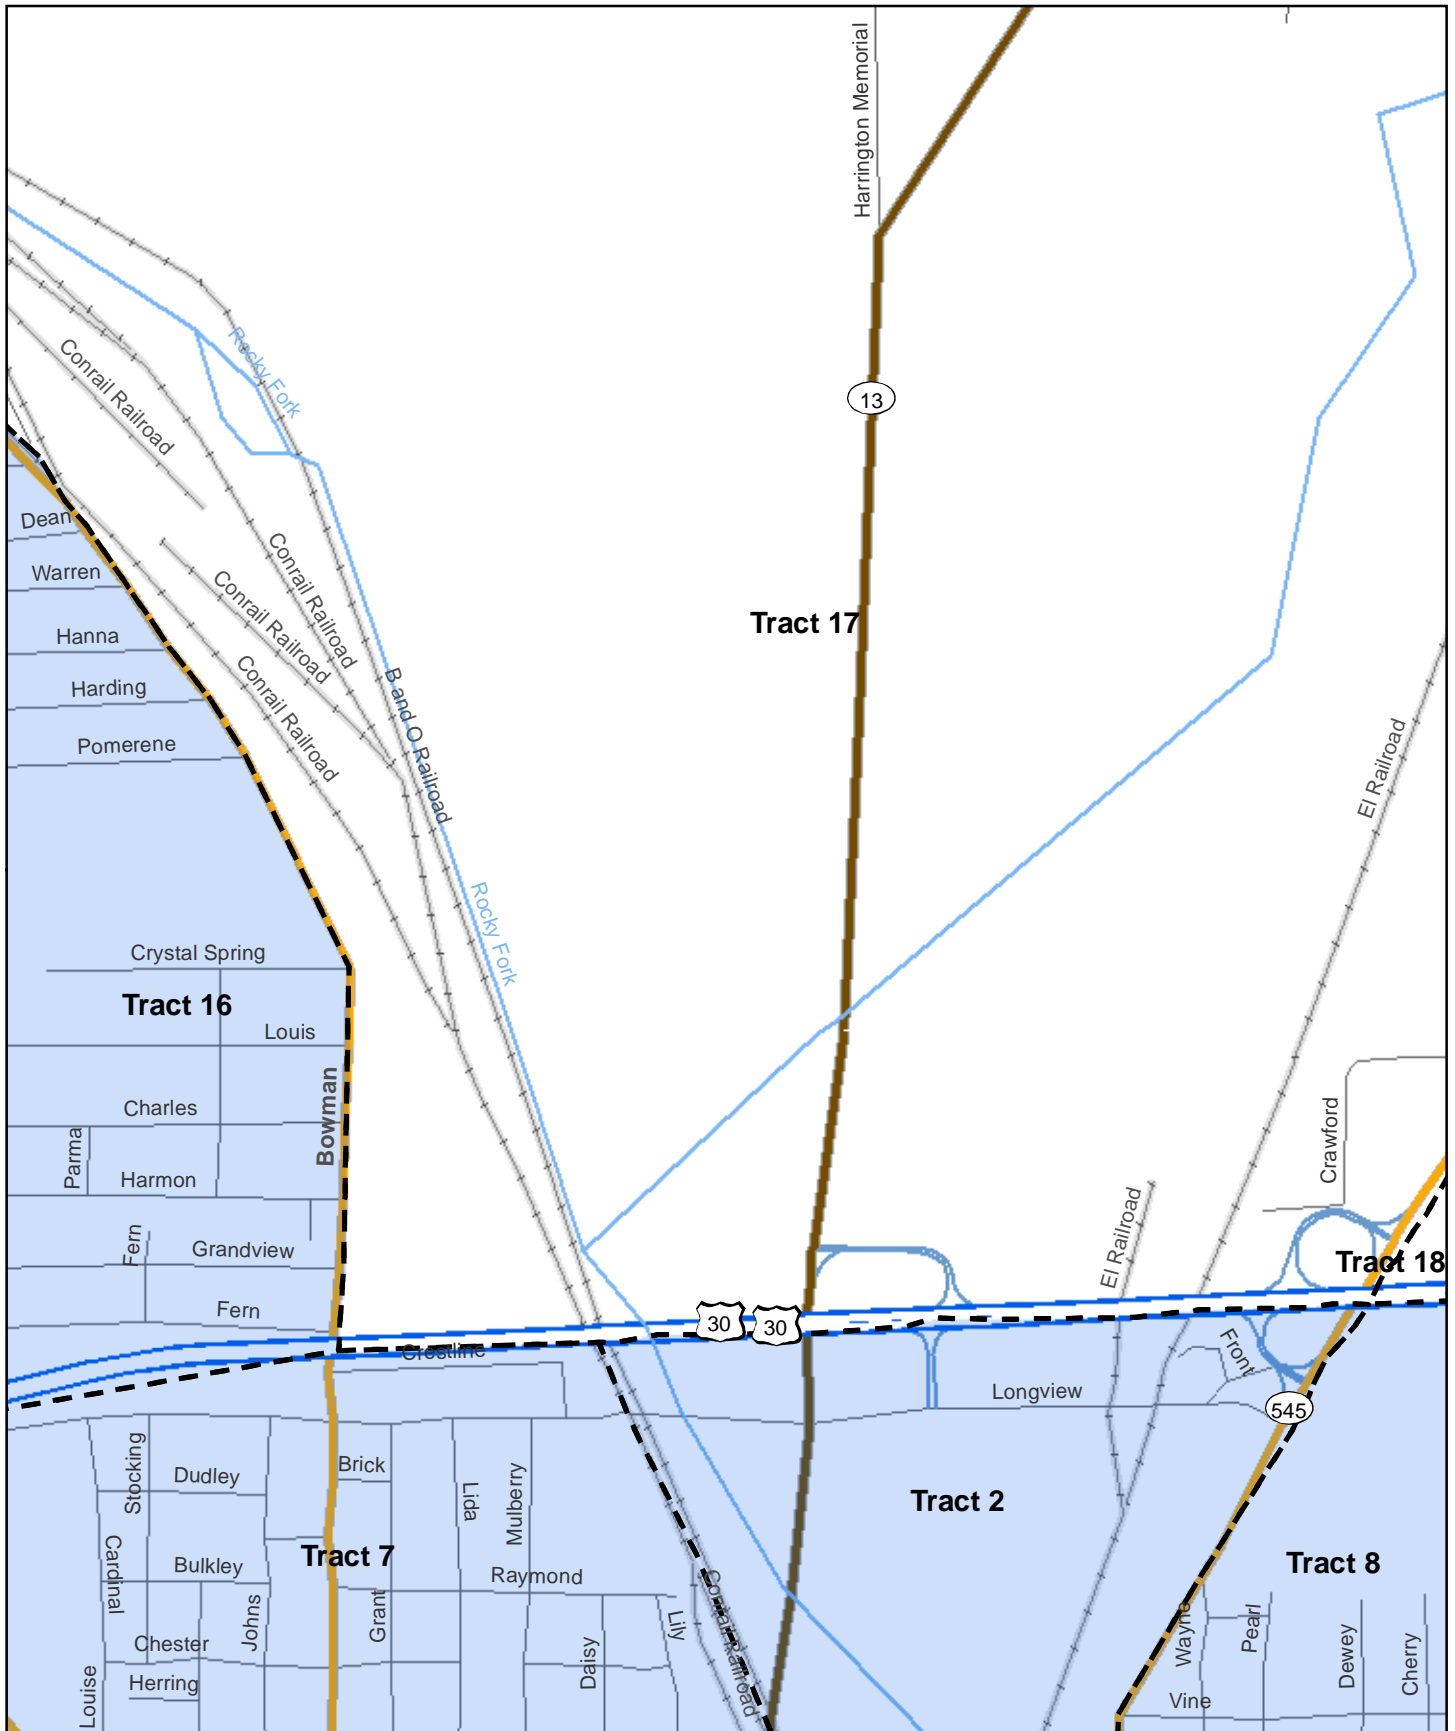 Harrington Memorial
Rocky Fork
Conrail Railroad
13
Dean
Warren
Conrail Railroad
Conrail Railroad
Tract 17
Hanna
Harding
Conrail Railroad
B and O Railroad
Pomerene
El Railroad
Rocky Fork
Crystal Spring
Tract 16
Louis
Bowman
Charles
Parma
Harmon
Crawford
Fern
Grandview
El Railroad
Tract 18
Fern
30
30
Crestline
Front
Longview
545
Stocking
Dudley
Brick
Lida
Mulberry
Tract 2
Tract 7
Tract 8
Cardinal
Bulkley
Raymond
Johns
Grant
Lily
Conrail Railroad
Wayne
Pearl
Chester
Daisy
Dewey
Cherry
Louise
Herring
Vine